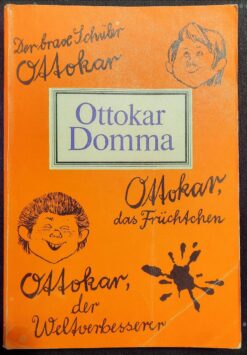 Der brave Schüler
Ottokar
Ottokar
Domma
Ottokar,
das Früchtchen
Ottokar,
der
Weltverbesserer